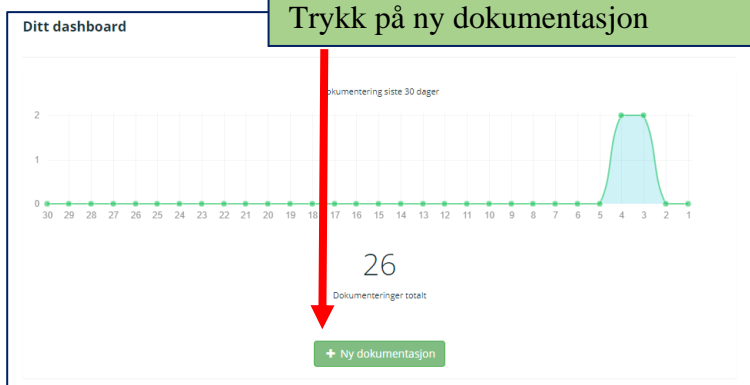 Ditt dashboard
Trykk på ny dokumentasjon
okumentering siste 30 dager
2
1
0
30 29 28 27 26 25 24 23 22 21 20 19 18 17 16 15 14 13 12 11 10 9 8 7 6 5 4 3 2 1
26
Dokumenteringer totalt
+ Ny dokumentasjon